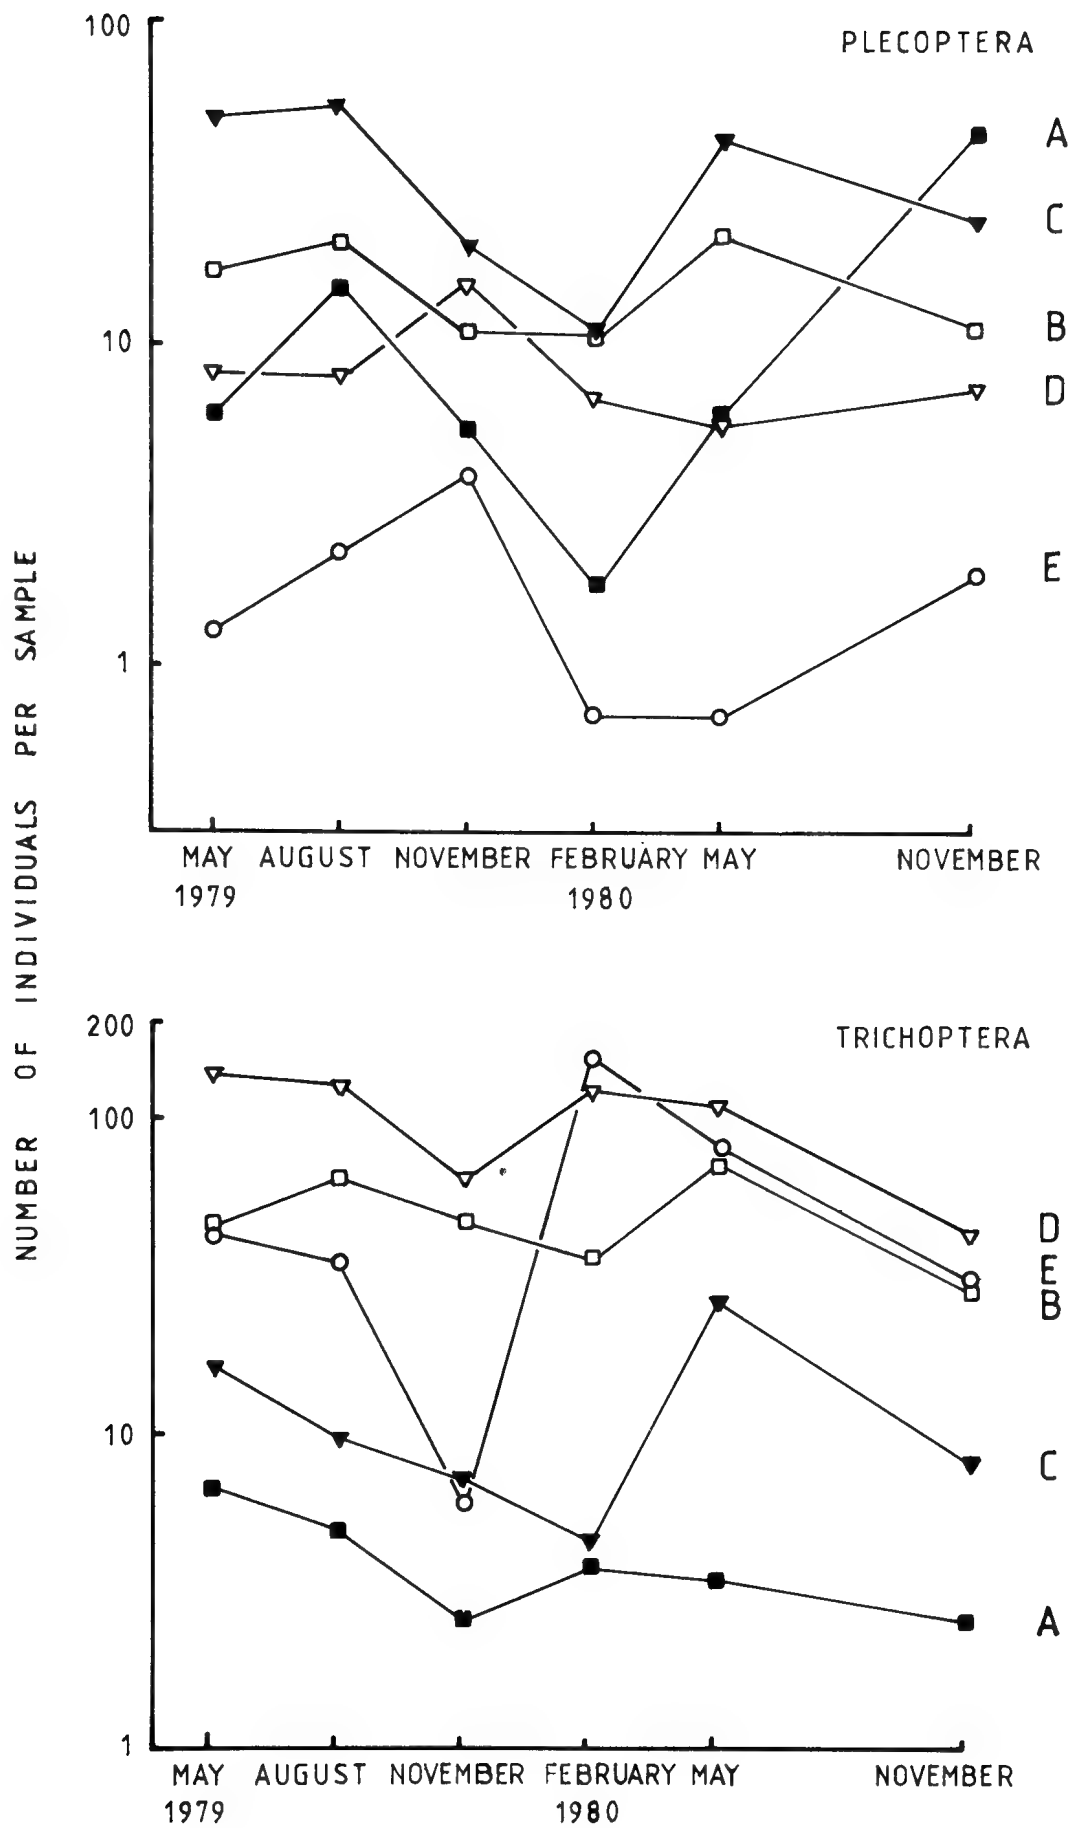 NUMBER OF INDIVIDUALS PER SAMPLE
PLECOPTERA
100
10
1
A
C
B
D
E
MAY AUGUST NOVEMBER FEBRUARY MAY NOVEMBER
1979 1980
TRICHOPTERA
200
100
10
1
D
E
B
C
A
MAY AUGUST NOVEMBER FEBRUARY MAY NOVEMBER
1979 1980